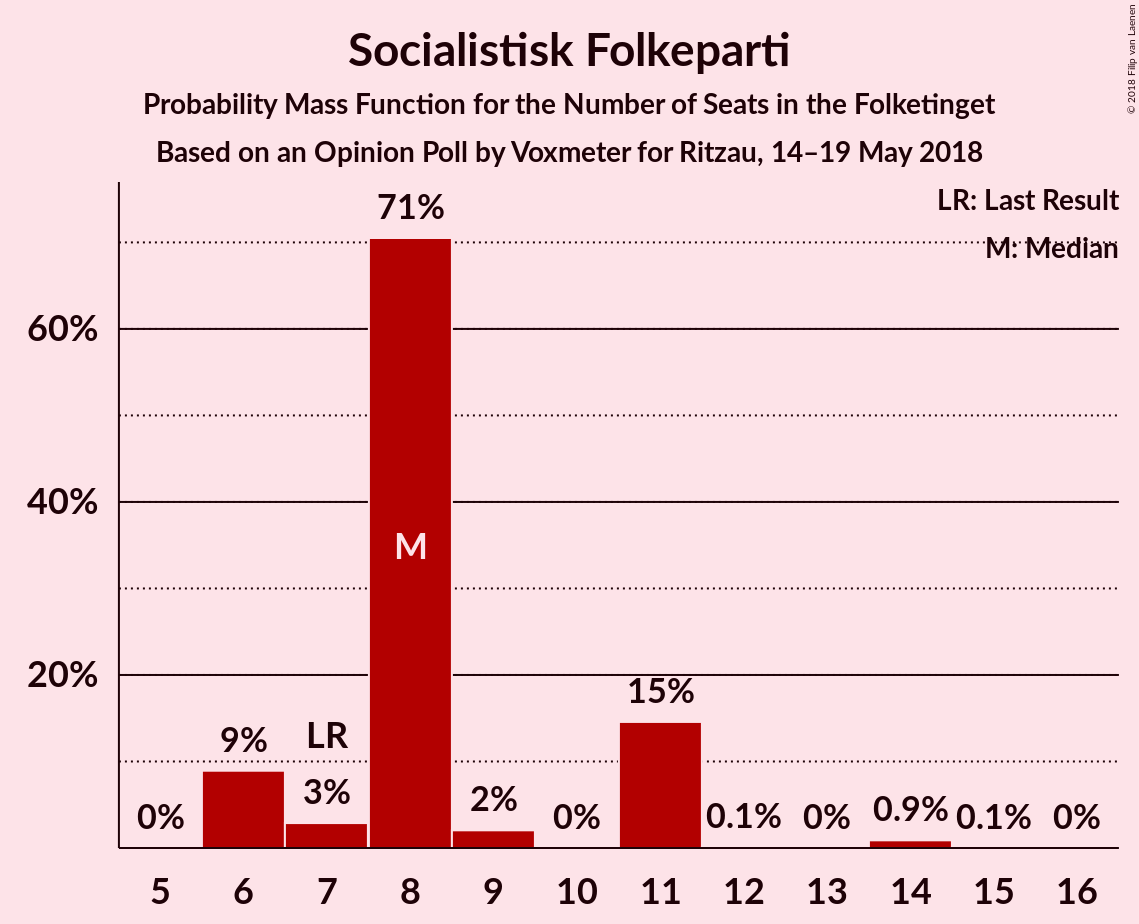 Socialistisk Folkeparti
Probability Mass Function for the Number of Seats in the Folketinget
Based on an Opinion Poll by Voxmeter for Ritzau, 14–19 May 2018
© 2018 Filip van Laenen
LR: Last Result
M: Median
60%
40%
20%
0%
9%
LR
3%
71%
M
2%
0%
15%
0.1%
0%
0.9%
0.1%
0%
5 6 7 8 9 10 11 12 13 14 15 16